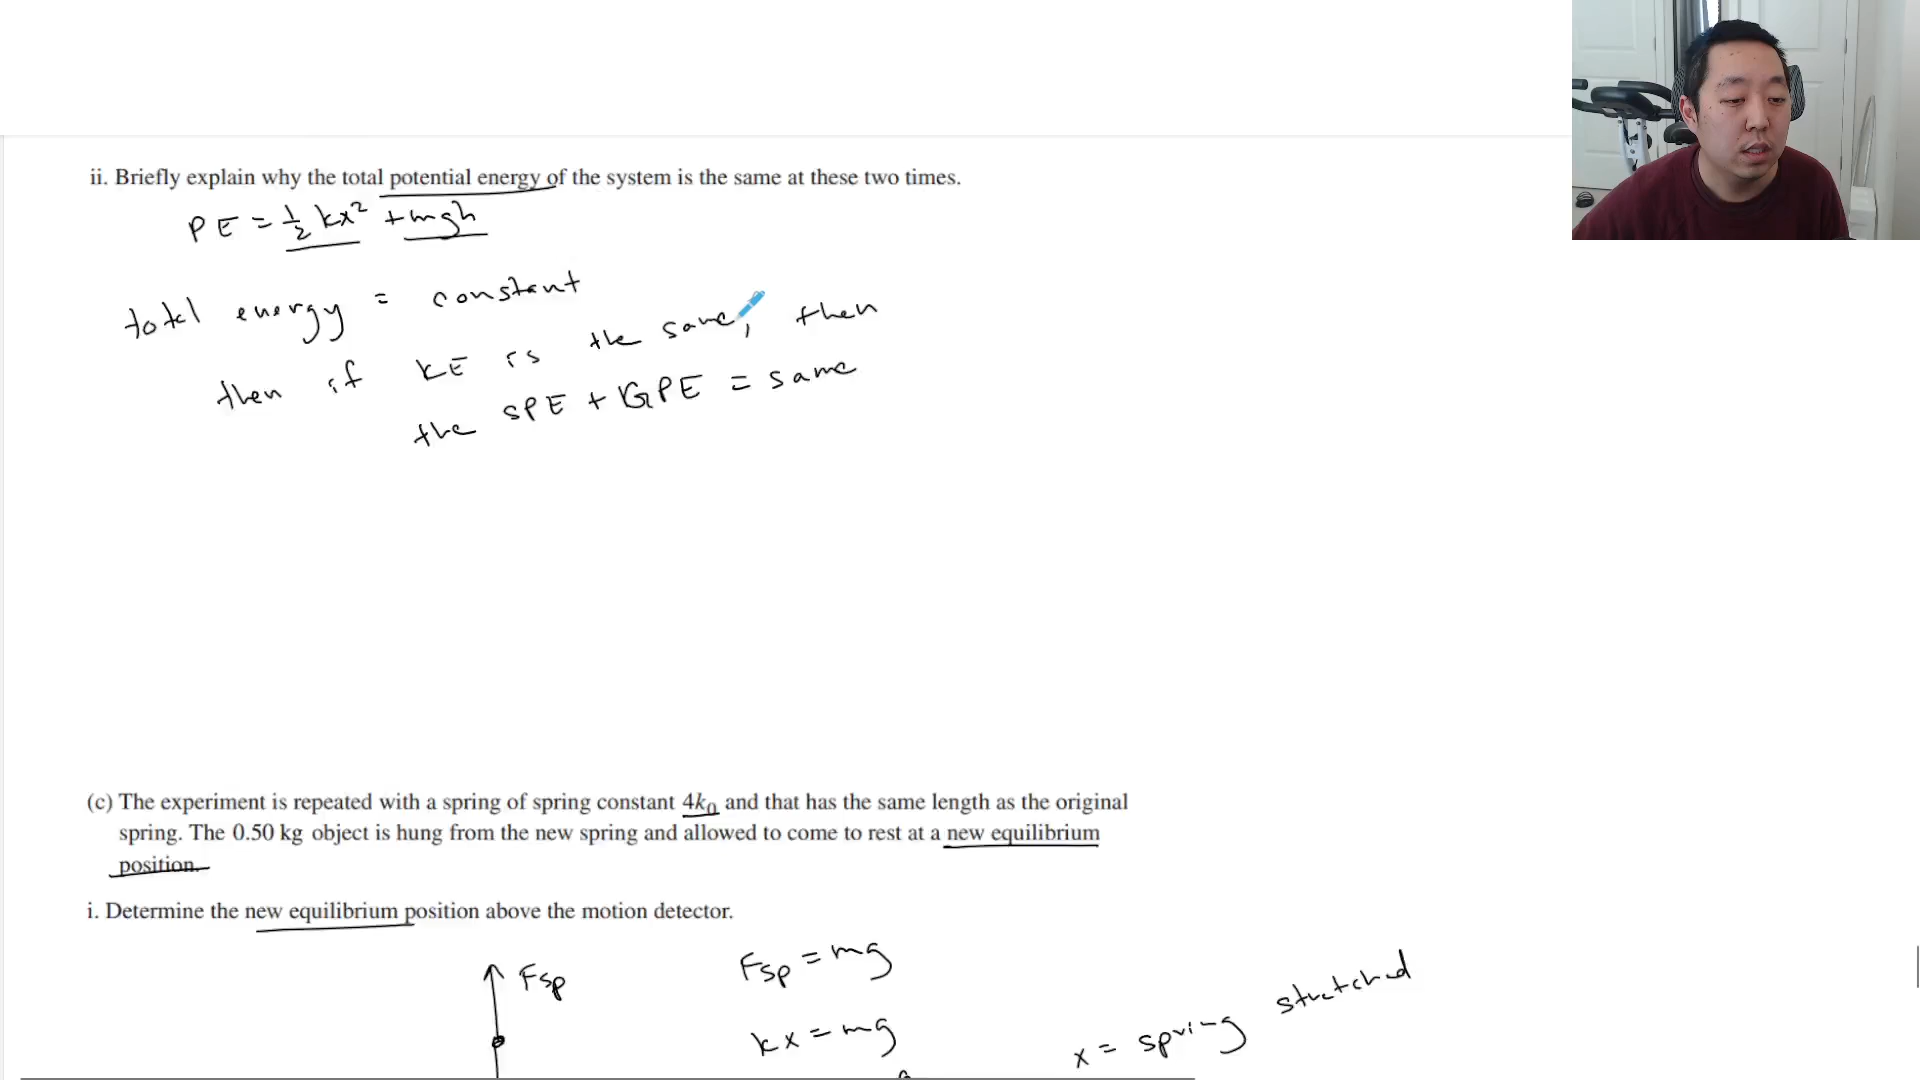 ii. Briefly explain why the total potential energy of the system is the same at these two times.
PE = 1/2 kx² + mgh
total energy = constant
then if KE is the same, then
the SPE + GPE = same
(c) The experiment is repeated with a spring of spring constant 4k₀ and that has the same length as the original
spring. The 0.50 kg object is hung from the new spring and allowed to come to rest at a new equilibrium
position.
i. Determine the new equilibrium position above the motion detector.
Fsp
Fsp = mg
kx = mg
x = spring stretched